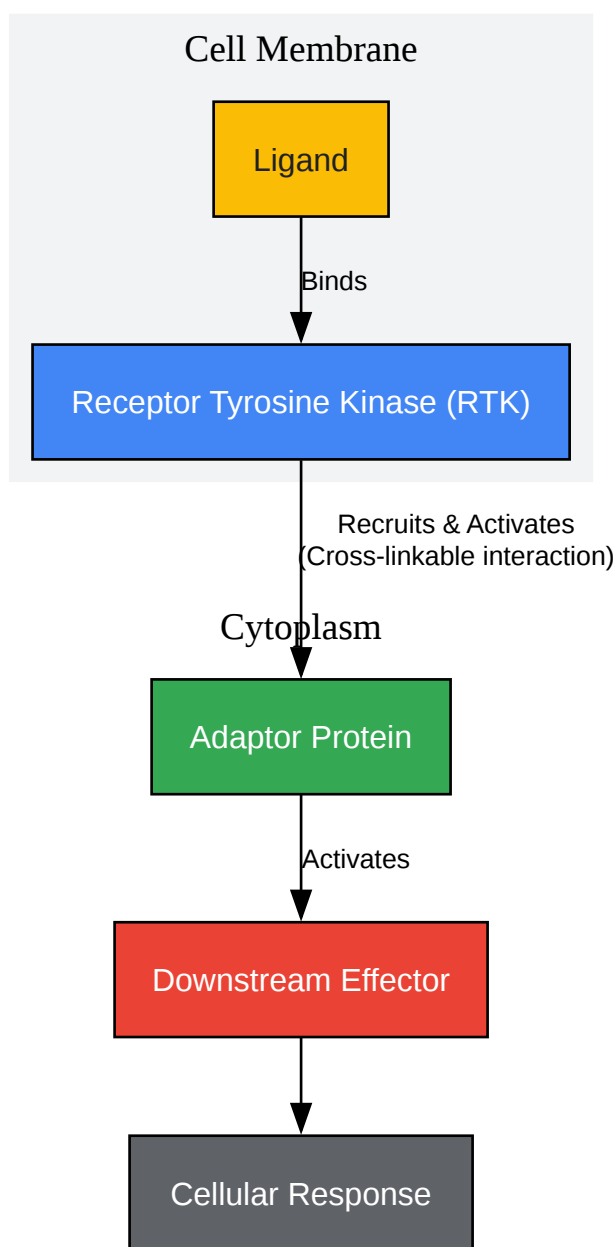 Cell Membrane
Ligand
Binds
Receptor Tyrosine Kinase (RTK)
Recruits & Activates
(Cross-linkable interaction)
Cytoplasm
Adaptor Protein
Activates
Downstream Effector
Cellular Response